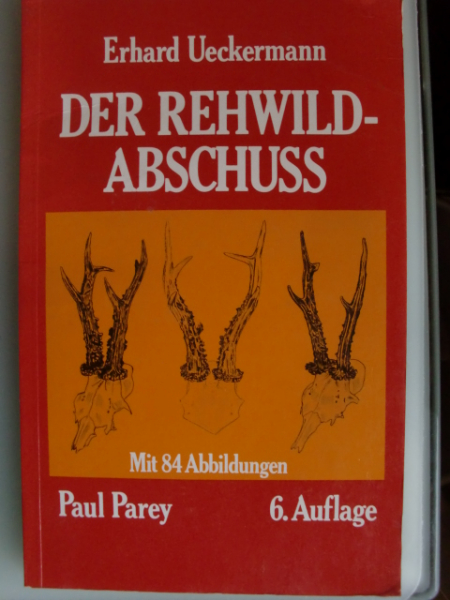 Erhard Ueckermann
DER REHWILD-
ABSCHUSS
Mit 84 Abbildungen
Paul Parey 6. Auflage